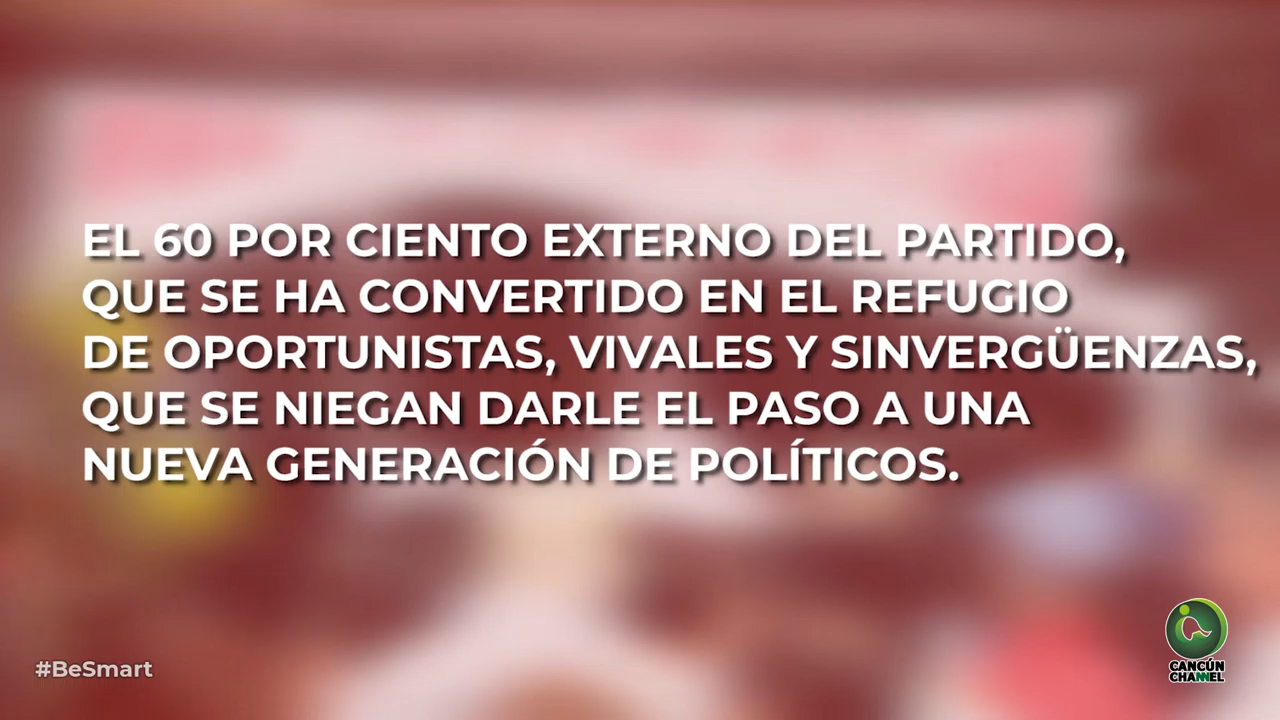 EL 60 POR CIENTO EXTERNO DEL PARTIDO,
QUE SE HA CONVERTIDO EN EL REFUGIO
DE OPORTUNISTAS, VIVALES Y SINVERGÜENZAS,
QUE SE NIEGAN DARLE EL PASO A UNA
NUEVA GENERACIÓN DE POLÍTICOS.
#BeSmart
CANCÚN
CHANNEL